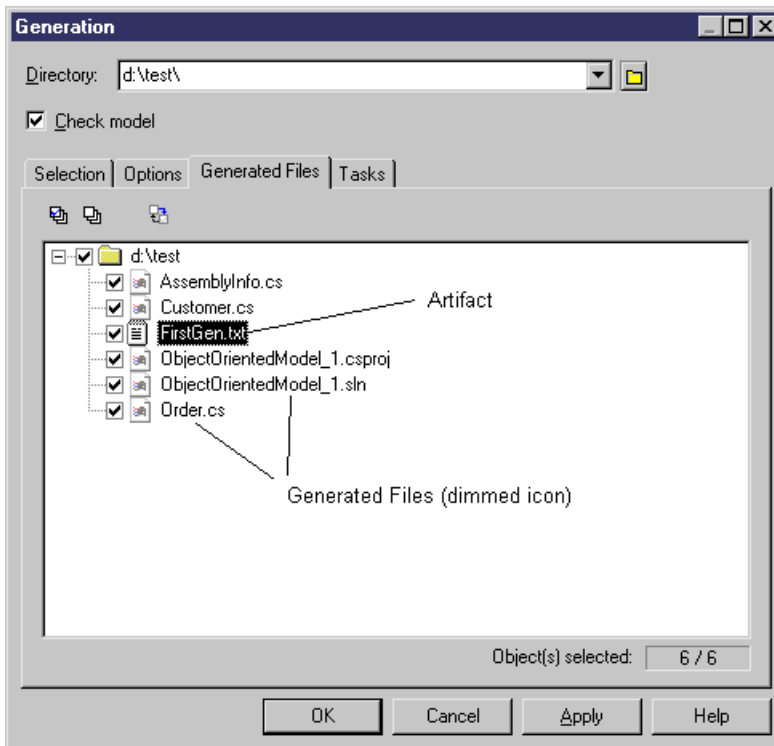 Generation
Directory: d:\test\
Check model
Selection Options Generated Files Tasks
d:\test
AssemblyInfo.cs
Customer.cs Artifact
FirstGen.txt
ObjectOrientedModel_1.csproj
ObjectOrientedModel_1.sln
Order.cs
Generated Files (dimmed icon)
Object(s) selected: 6 / 6
OK Cancel Apply Help